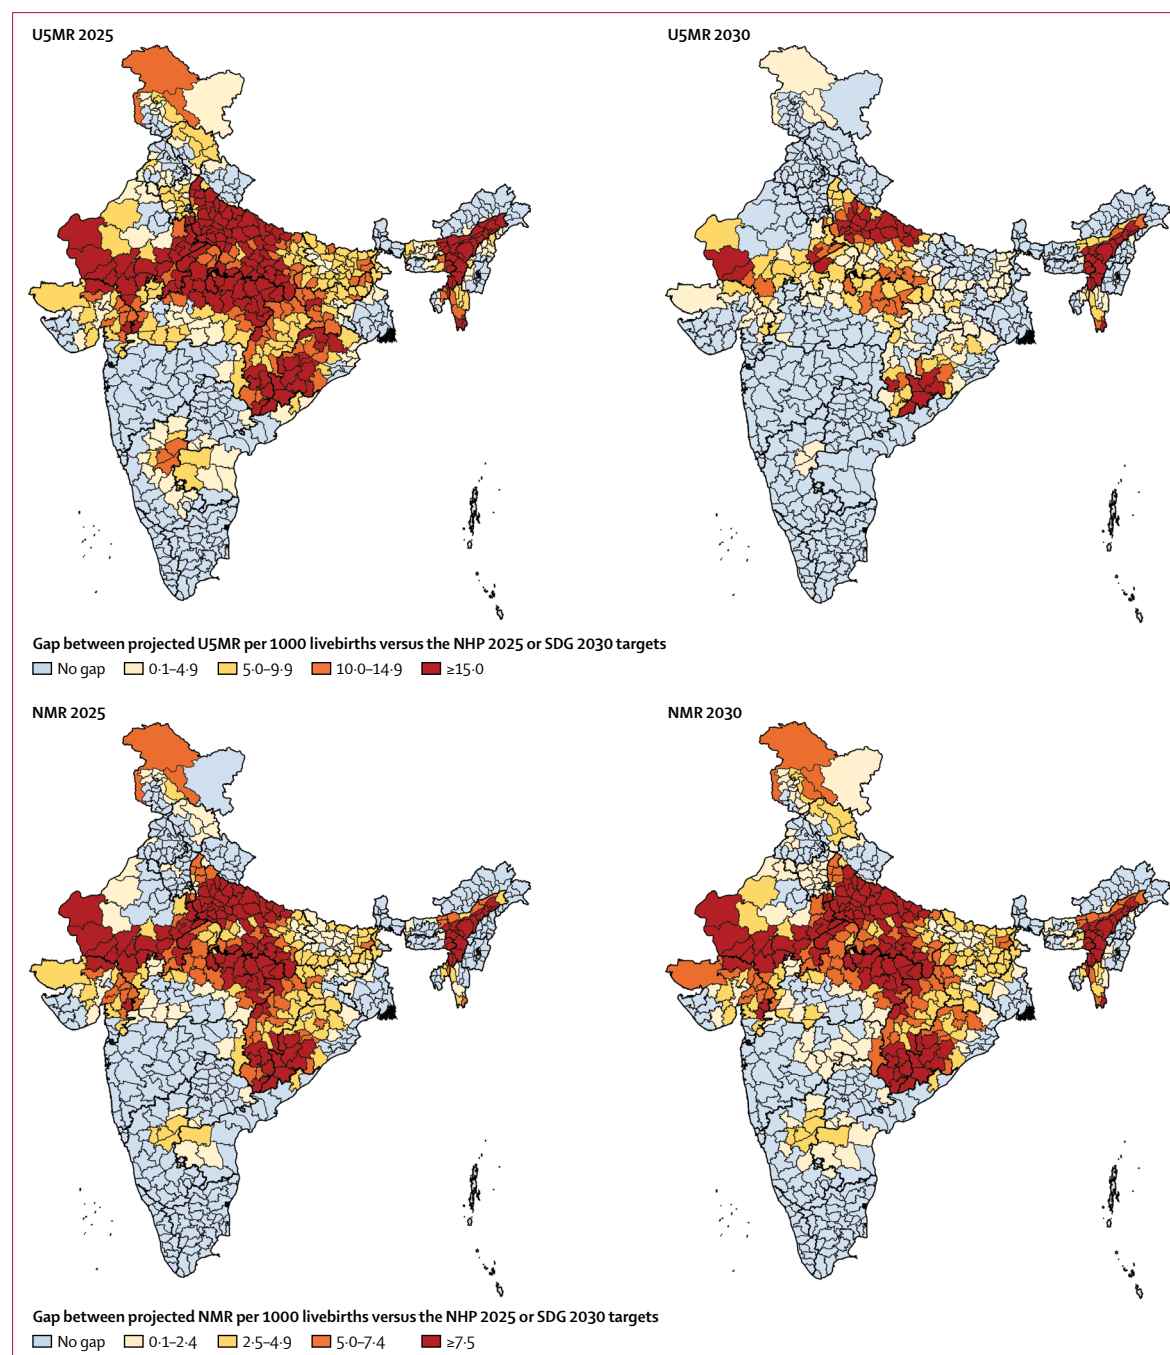 U5MR 2025
U5MR 2030
Gap between projected U5MR per 1000 livebirths versus the NHP 2025 or SDG 2030 targets
No gap 0·1–4·9 5·0–9·9 10·0–14·9 ≥15·0
NMR 2025
NMR 2030
Gap between projected NMR per 1000 livebirths versus the NHP 2025 or SDG 2030 targets
No gap 0·1–2·4 2·5–4·9 5·0–7·4 ≥7·5